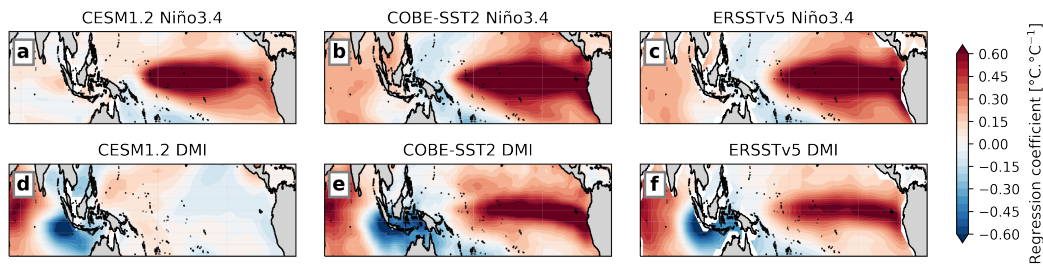 CESM1.2 Niño3.4
COBE-SST2 Niño3.4
ERSSTv5 Niño3.4
a
b
c
CESM1.2 DMI
COBE-SST2 DMI
ERSSTv5 DMI
d
e
f
0.60
0.45
0.30
0.15
0.00
−0.15
−0.30
−0.45
−0.60
Regression coefficient [°C.°C⁻¹]